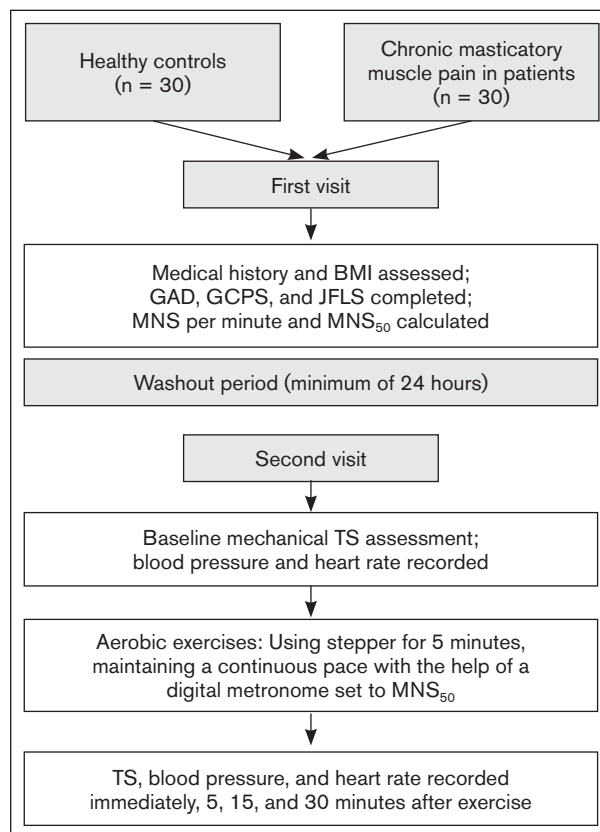 Healthy controls
(n = 30)
Chronic masticatory
muscle pain in patients
(n = 30)
First visit
Medical history and BMI assessed;
GAD, GCPS, and JFLS completed;
MNS per minute and MNS₅₀ calculated
Washout period (minimum of 24 hours)
Second visit
Baseline mechanical TS assessment;
blood pressure and heart rate recorded
Aerobic exercises: Using stepper for 5 minutes,
maintaining a continuous pace with the help of a
digital metronome set to MNS₅₀
TS, blood pressure, and heart rate recorded
immediately, 5, 15, and 30 minutes after exercise